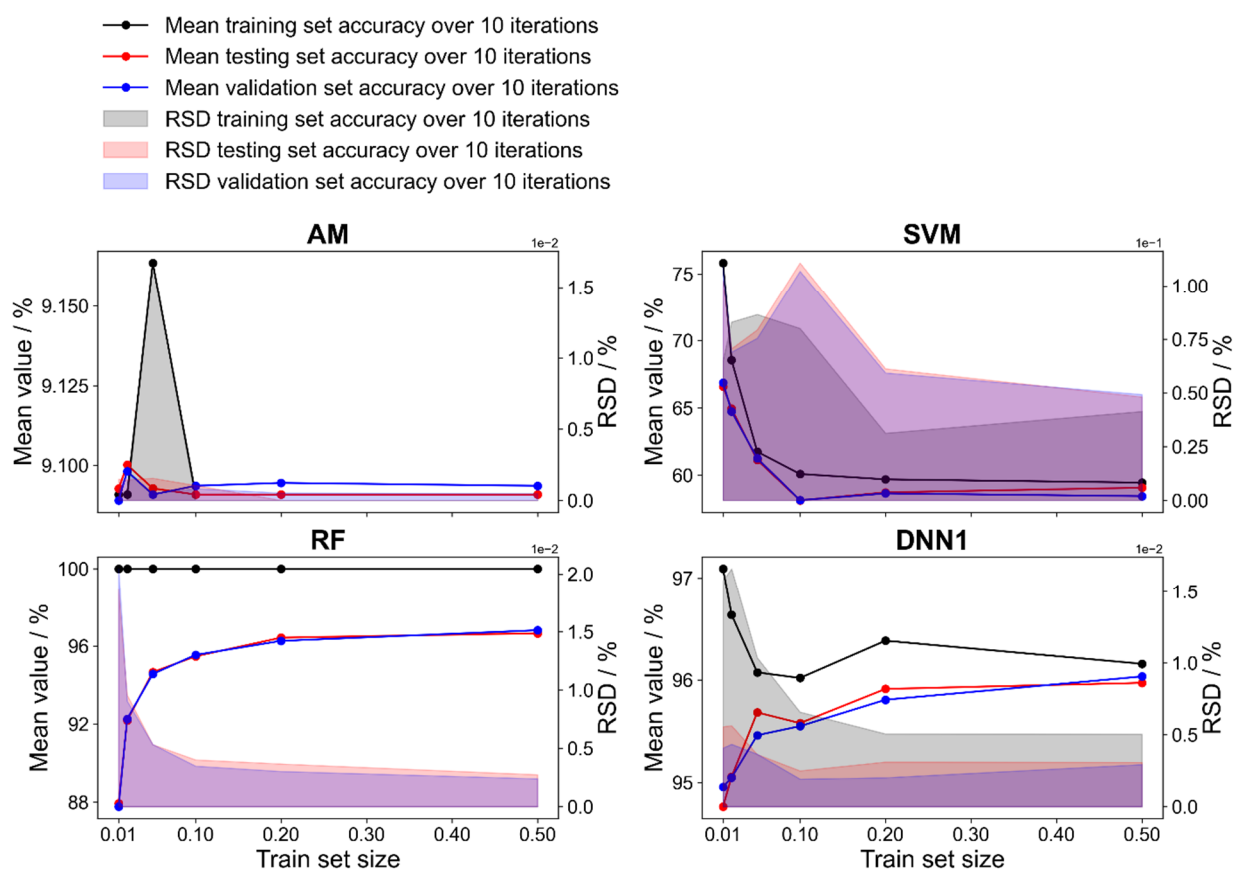 Mean training set accuracy over 10 iterations
Mean testing set accuracy over 10 iterations
Mean validation set accuracy over 10 iterations
RSD training set accuracy over 10 iterations
RSD testing set accuracy over 10 iterations
RSD validation set accuracy over 10 iterations
AM
1e−2
Mean value / %
9.150
9.125
9.100
1.5
1.0
0.5
0.0
RSD / %
SVM
1e−1
Mean value / %
75
70
65
60
1.00
0.75
0.50
0.25
0.00
RSD / %
RF
1e−2
Mean value / %
100
96
92
88
2.0
1.5
1.0
0.5
0.0
RSD / %
0.01
0.10
0.20
0.30
0.40
0.50
Train set size
DNN1
1e−2
Mean value / %
97
96
95
1.5
1.0
0.5
0.0
RSD / %
0.01
0.10
0.20
0.30
0.40
0.50
Train set size